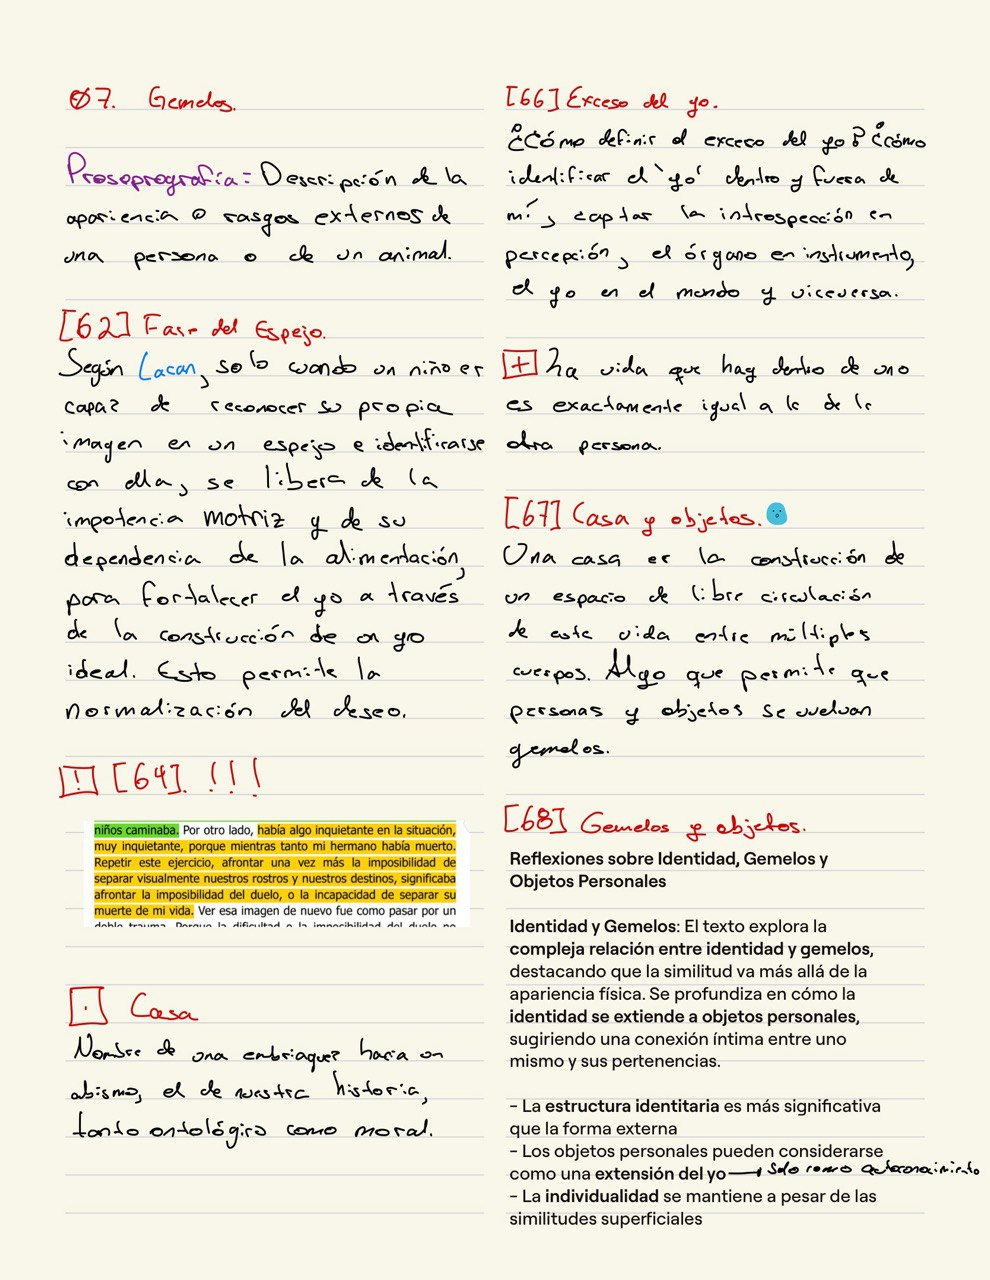 07. Gemelos.
Prosoprografía: Descripción de la
apariencia o rasgos externos de
una persona o de un animal.
[62] Fase del Espejo.
Según Lacan, solo cuando un niño es
capaz de reconocer su propia
imagen en un espejo e identificarse
con ella, se libera de la
impotencia motriz y de su
dependencia de la alimentación,
para fortalecer el yo a través
de la construcción de un yo
ideal. Esto permite la
normalización del deseo.
! [64]. !!!
niños caminaba. Por otro lado, había algo inquietante en la situación,
muy inquietante, porque mientras tanto mi hermano había muerto.
Repetir este ejercicio, afrontar una vez más la imposibilidad de
separar visualmente nuestros rostros y nuestros destinos, significaba
afrontar la imposibilidad del duelo, o la incapacidad de separar su
muerte de mi vida. Ver esa imagen de nuevo fue como pasar por un
doble trauma. Porque la dificultad o la imposibilidad del duelo no
Casa
Nombre de una embriaguez hacia un
abismo, el de nuestra historia,
tanto ontológico como moral.
[66] Exceso del yo.
¿Cómo definir el exceso del yo? ¿cómo
identificar el 'yo' dentro y fuera de
mí, captar la introspección en
percepción, el órgano en instrumento,
el yo en el mundo y viceversa.
+ La vida que hay dentro de uno
es exactamente igual a la de la
otra persona.
[67] Casa y objetos.
Una casa es la construcción de
un espacio de libre circulación
de esta vida entre múltiples
cuerpos. Algo que permite que
personas y objetos se vuelvan
gemelos.
[68] Gemelos y objetos.
Reflexiones sobre Identidad, Gemelos y
Objetos Personales
Identidad y Gemelos: El texto explora la
compleja relación entre identidad y gemelos,
destacando que la similitud va más allá de la
apariencia física. Se profundiza en cómo la
identidad se extiende a objetos personales,
sugiriendo una conexión íntima entre uno
mismo y sus pertenencias.
- La estructura identitaria es más significativa
que la forma externa
- Los objetos personales pueden considerarse
como una extensión del yo → solo como autoconocimiento
- La individualidad se mantiene a pesar de las
similitudes superficiales